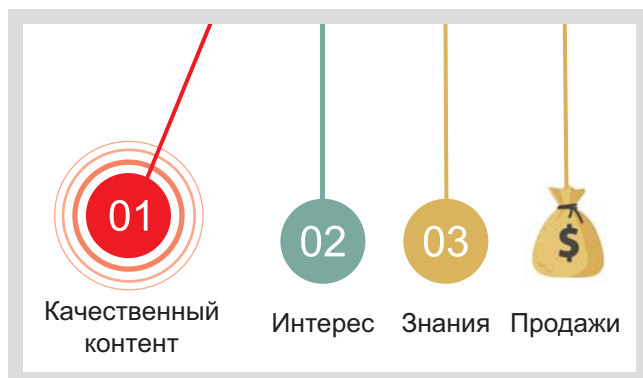 01
02
03
$
Качественный
контент
Интерес
Знания
Продажи